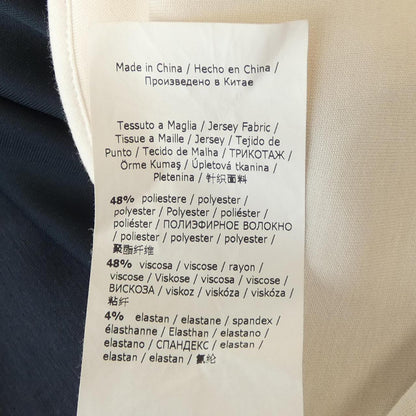 Made in China / Hecho en China /
Произведено в Китае
Tessuto a Maglia / Jersey Fabric /
Tissue a Maille / Jersey / Tejido de
Punto / Tecido de Malha / ТРИКОТАЖ /
Örme Kumaş / Úpletová tkanina /
Pletenina / 针织面料
48% poliestere / polyester /
polyester / Polyester / poliéster /
poliéster / ПОЛИЭФИРНОЕ ВОЛОКНО
/ poliester / polyester / polyester /
聚酯纤维
48% viscosa / viscose / rayon /
viscose / Viskose / viscosa / viscose /
ВИСКОЗА / viskoz / viskóza / viskóza /
粘纤
4% elastan / elastane / spandex /
élasthanne / Elasthan / elastano /
elastano / СПАНДЕКС / elastan /
elastan / elastan / 氨纶